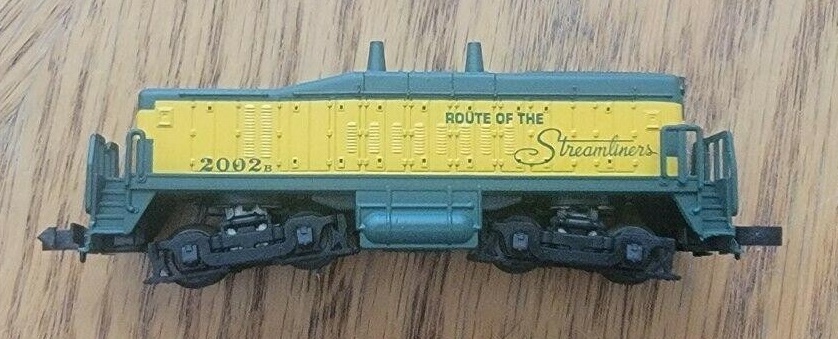 ROUTE OF THE
Streamliners
2002B